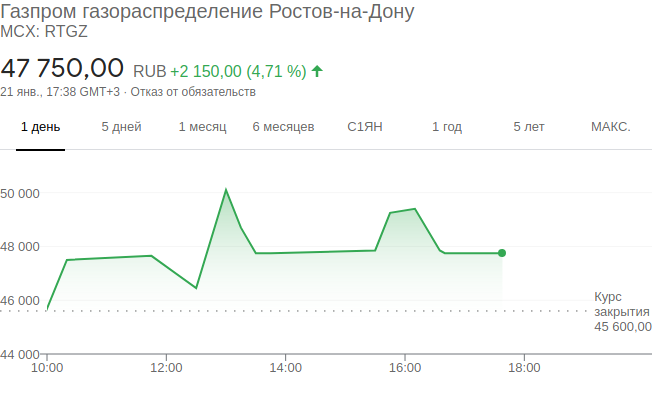 Газпром газораспределение Ростов-на-Дону
MCX: RTGZ
47 750,00 RUB +2 150,00 (4,71 %)
21 янв., 17:38 GMT+3 · Отказ от обязательств
1 день 5 дней 1 месяц 6 месяцев С1ЯН 1 год 5 лет МАКС.
50 000
48 000
46 000
Курс
закрытия
45 600,00
44 000
10:00 12:00 14:00 16:00 18:00